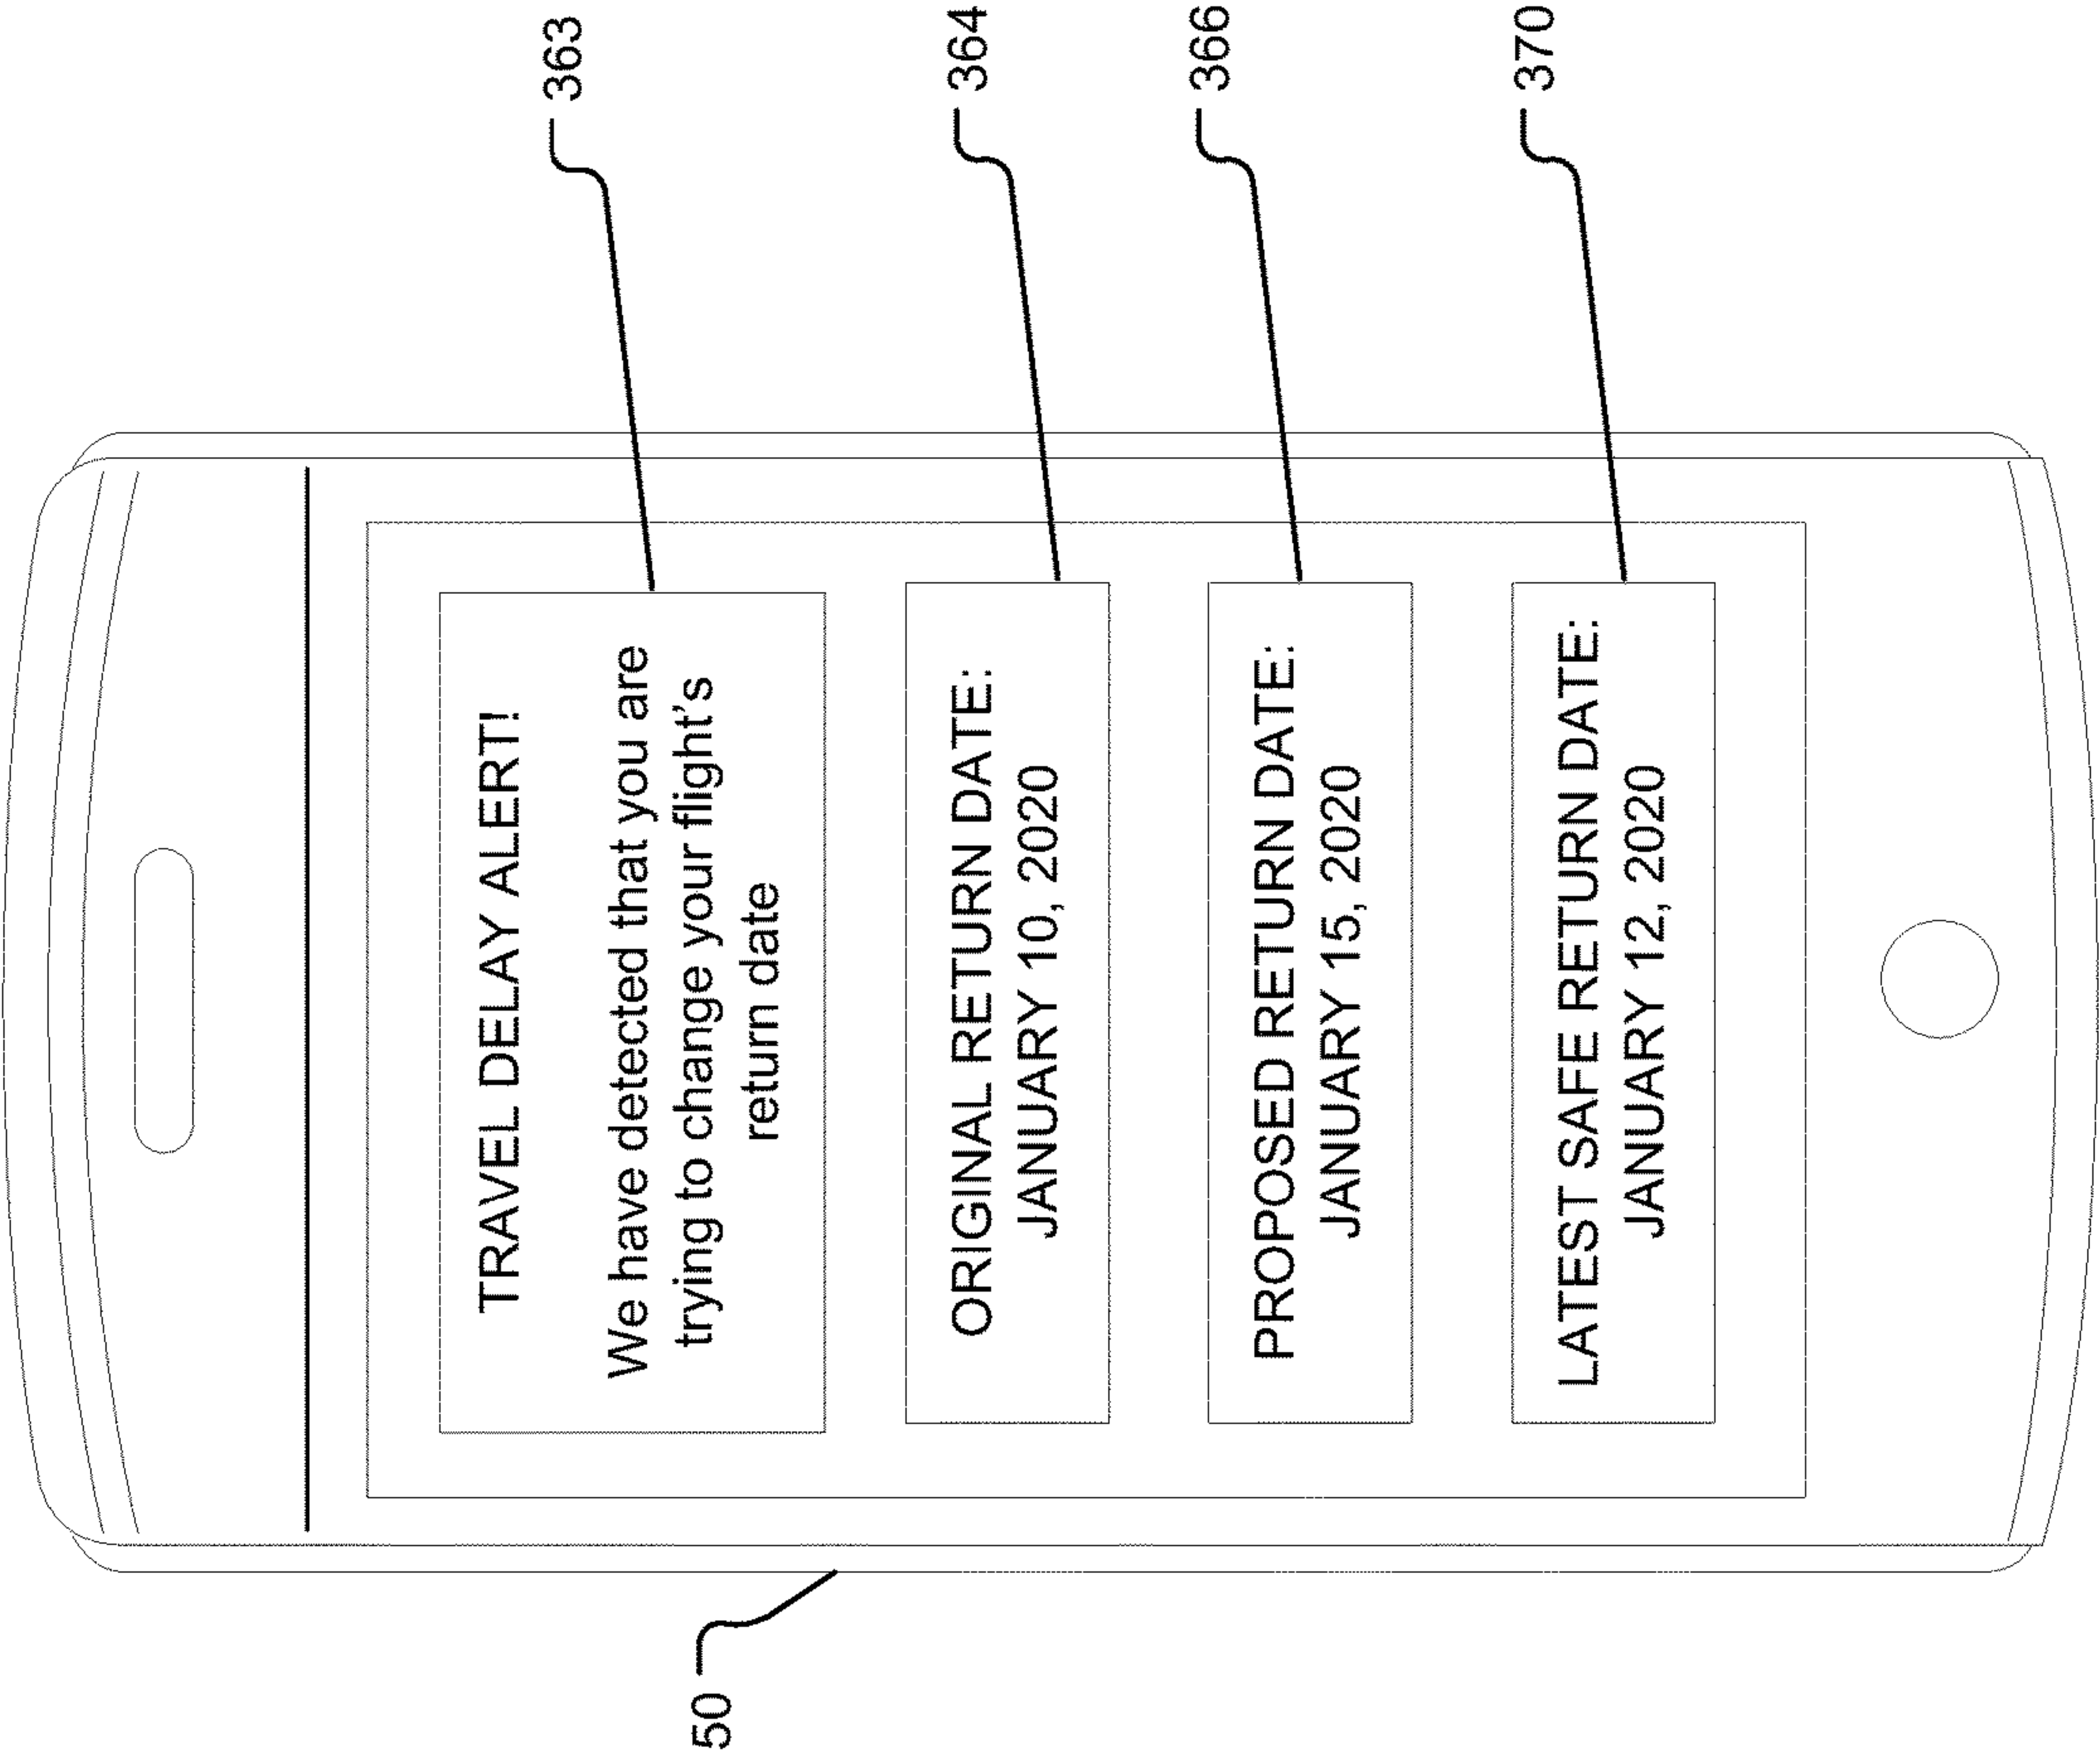 363
TRAVEL DELAY ALERT!
We have detected that you are
trying to change your flight's
return date
364
ORIGINAL RETURN DATE:
JANUARY 10, 2020
366
PROPOSED RETURN DATE:
JANUARY 15, 2020
370
LATEST SAFE RETURN DATE:
JANUARY 12, 2020
50